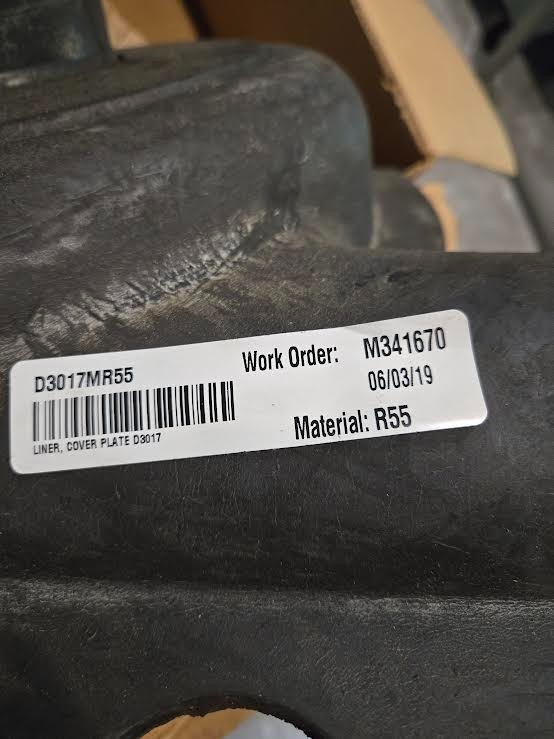 D3017MR55
LINER, COVER PLATE D3017
Work Order: M341670
06/03/19
Material: R55